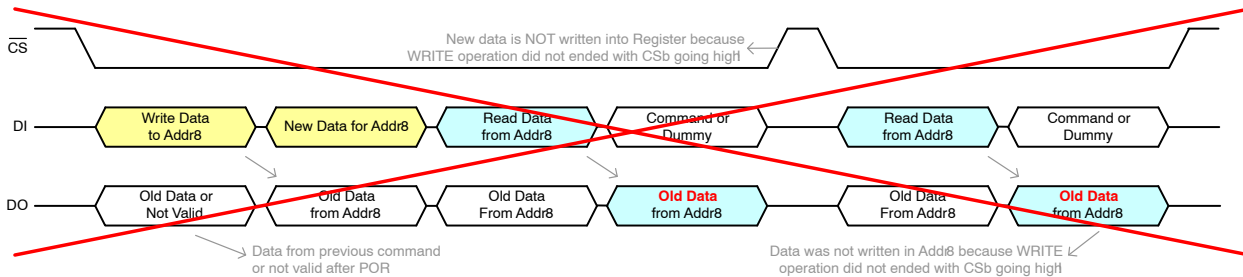 CS
New data is NOT written into Register because
WRITE operation did not ended with CSb going high
DI
Write Data
to Addr8
New Data for Addr8
Read Data
from Addr8
Command or
Dummy
Read Data
from Addr8
Command or
Dummy
DO
Old Data or
Not Valid
Old Data
from Addr8
Old Data
From Addr8
Old Data
from Addr8
Old Data
From Addr8
Old Data
from Addr8
Data from previous command
or not valid after POR
Data was not written in Addr8 because WRITE
operation did not ended with CSb going high